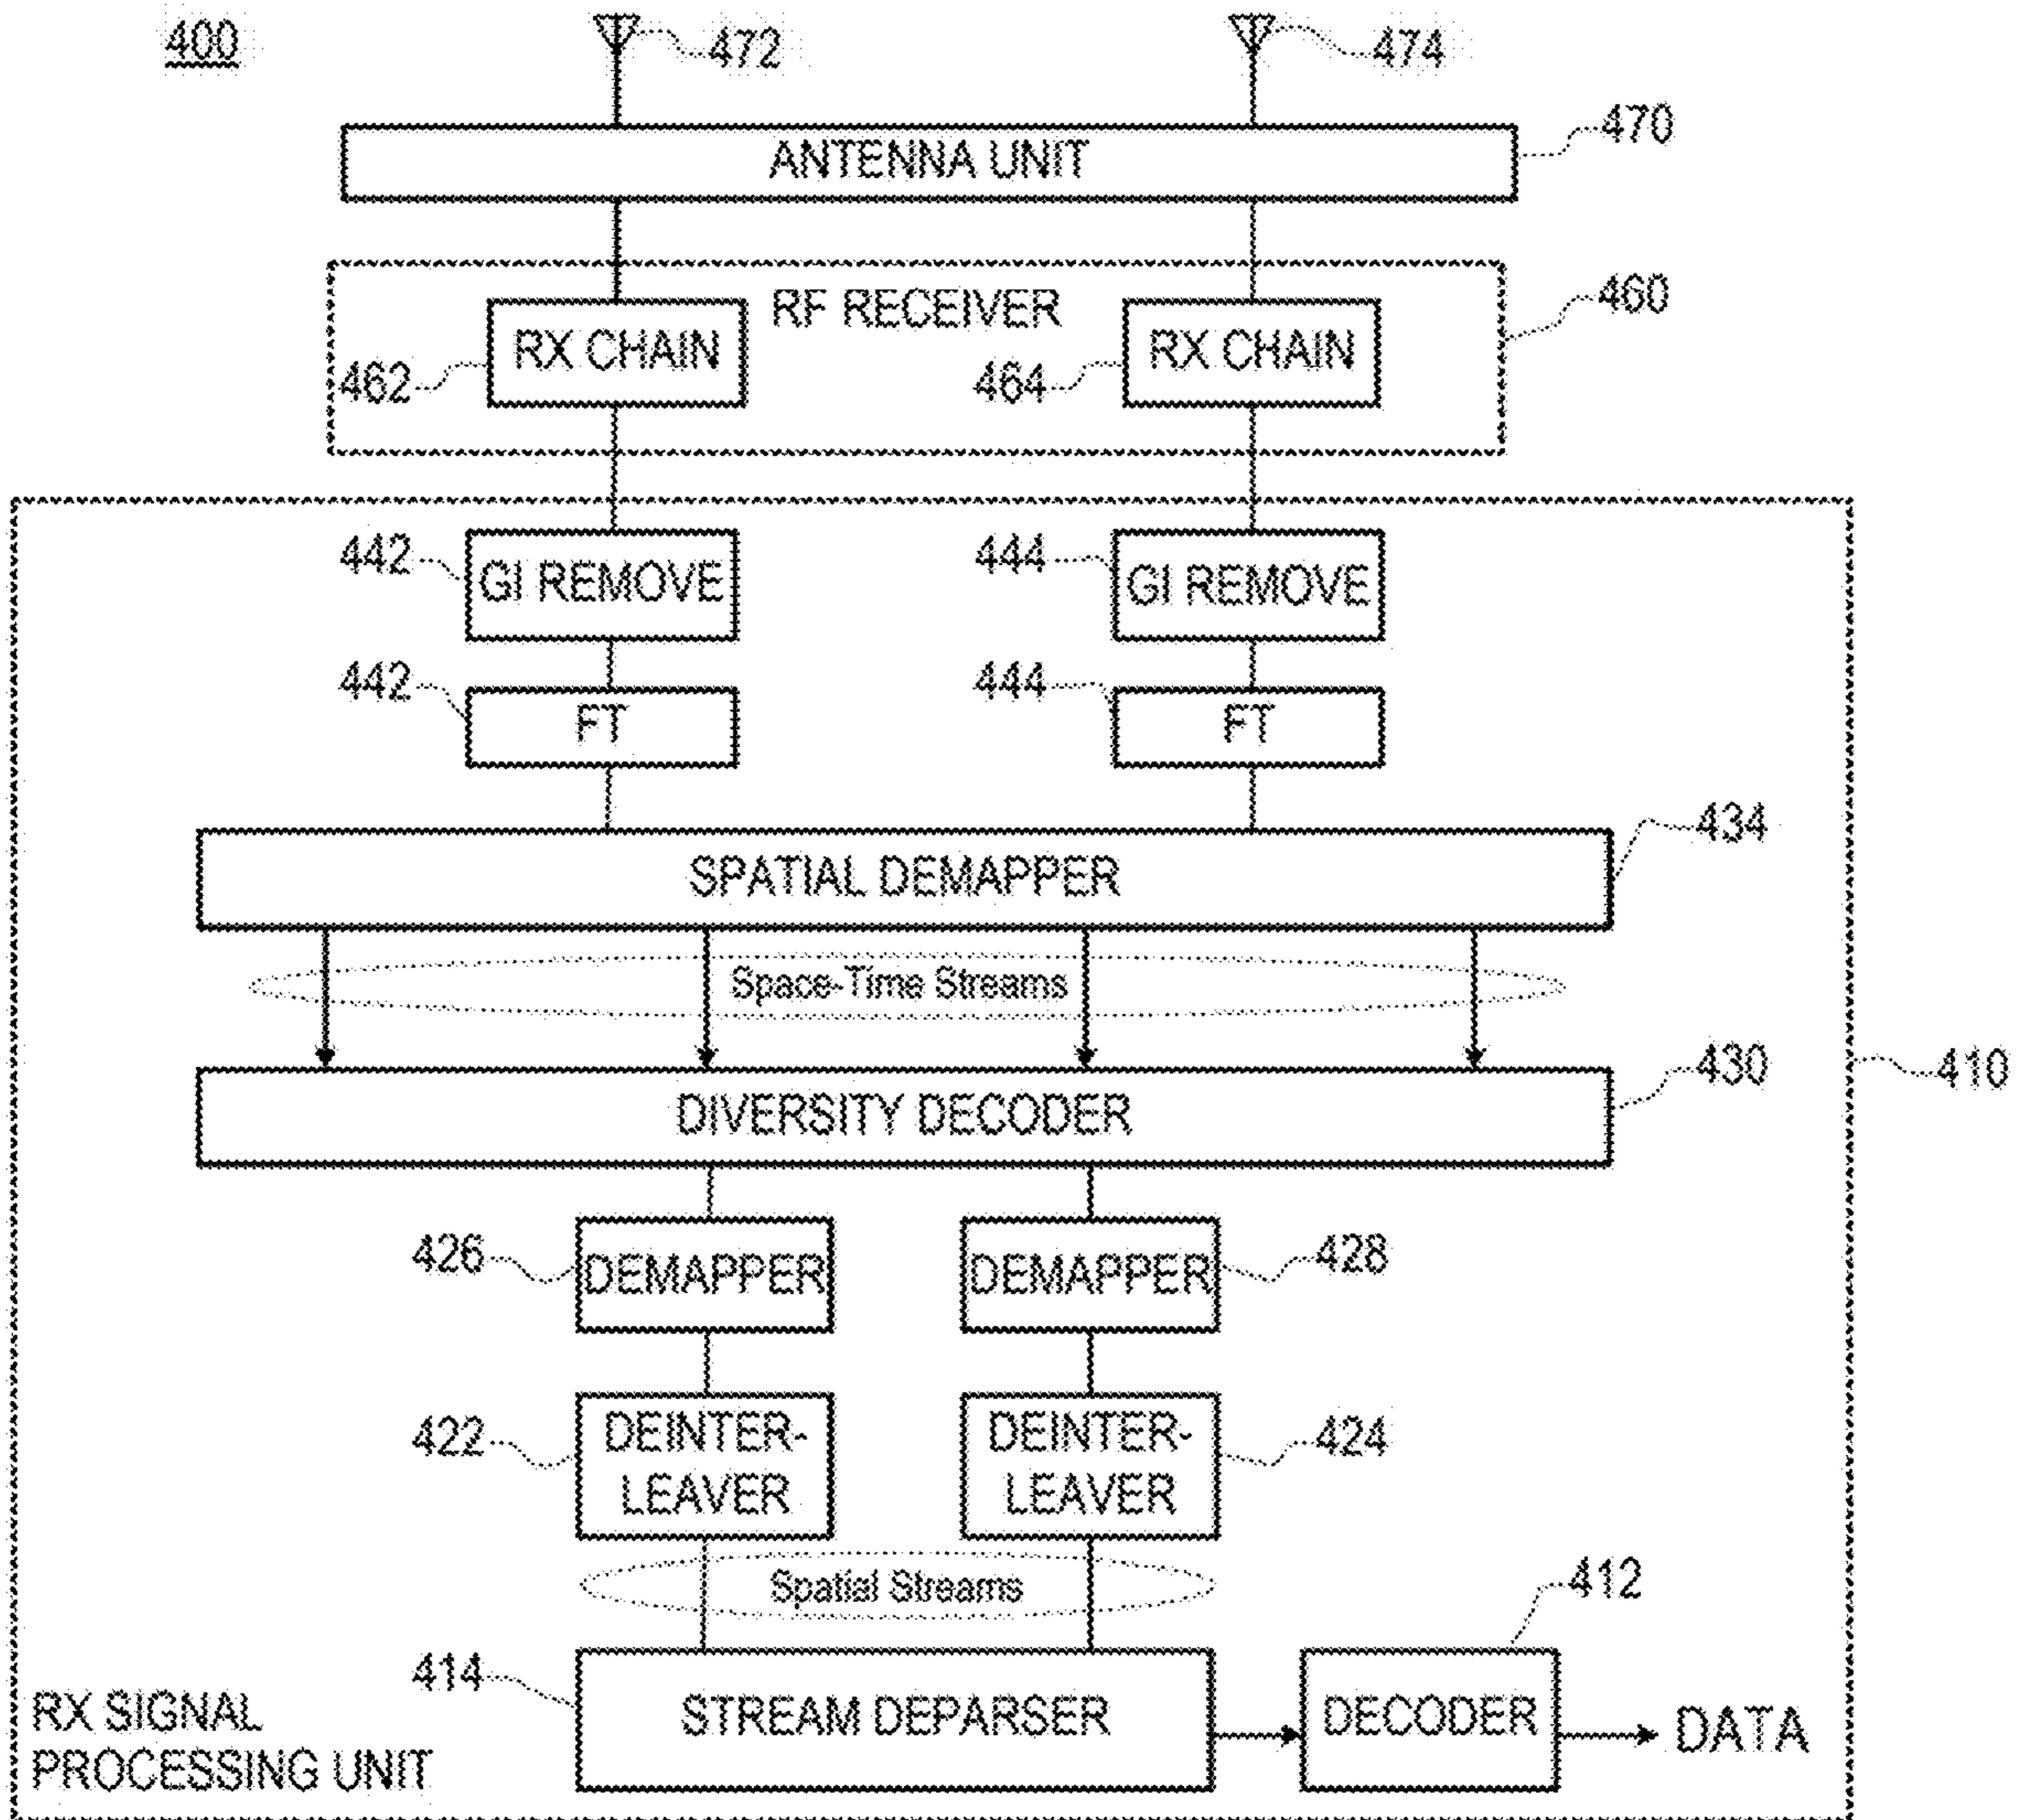 400
472
474
ANTENNA UNIT
470
RF RECEIVER
460
RX CHAIN
RX CHAIN
462
464
442
GI REMOVE
444
GI REMOVE
442
FT
444
FT
434
SPATIAL DEMAPPER
Space-Time Streams
430
410
DIVERSITY DECODER
426
DEMAPPER
DEMAPPER
428
422
DEINTER-
LEAVER
DEINTER-
LEAVER
424
Spatial Streams
412
414
STREAM DEPARSER
DECODER
DATA
RX SIGNAL
PROCESSING UNIT